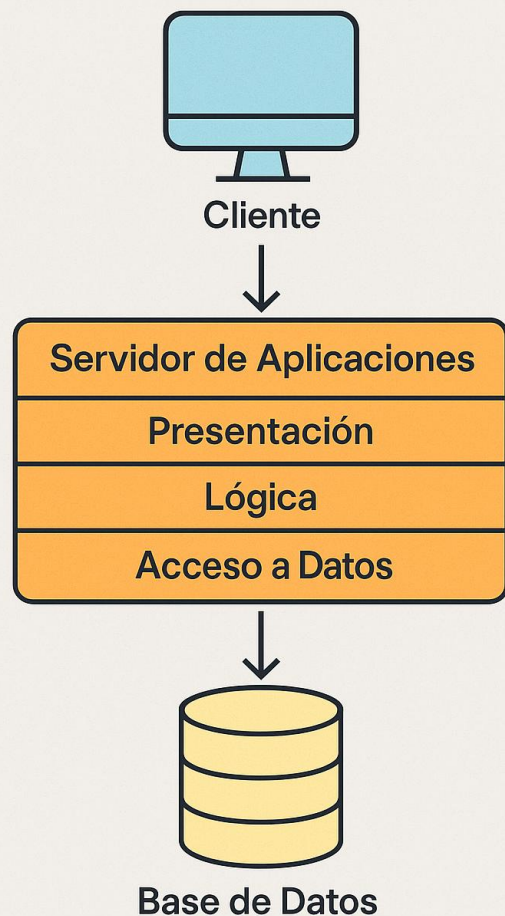 Cliente
Servidor de Aplicaciones
Presentación
Lógica
Acceso a Datos
Base de Datos